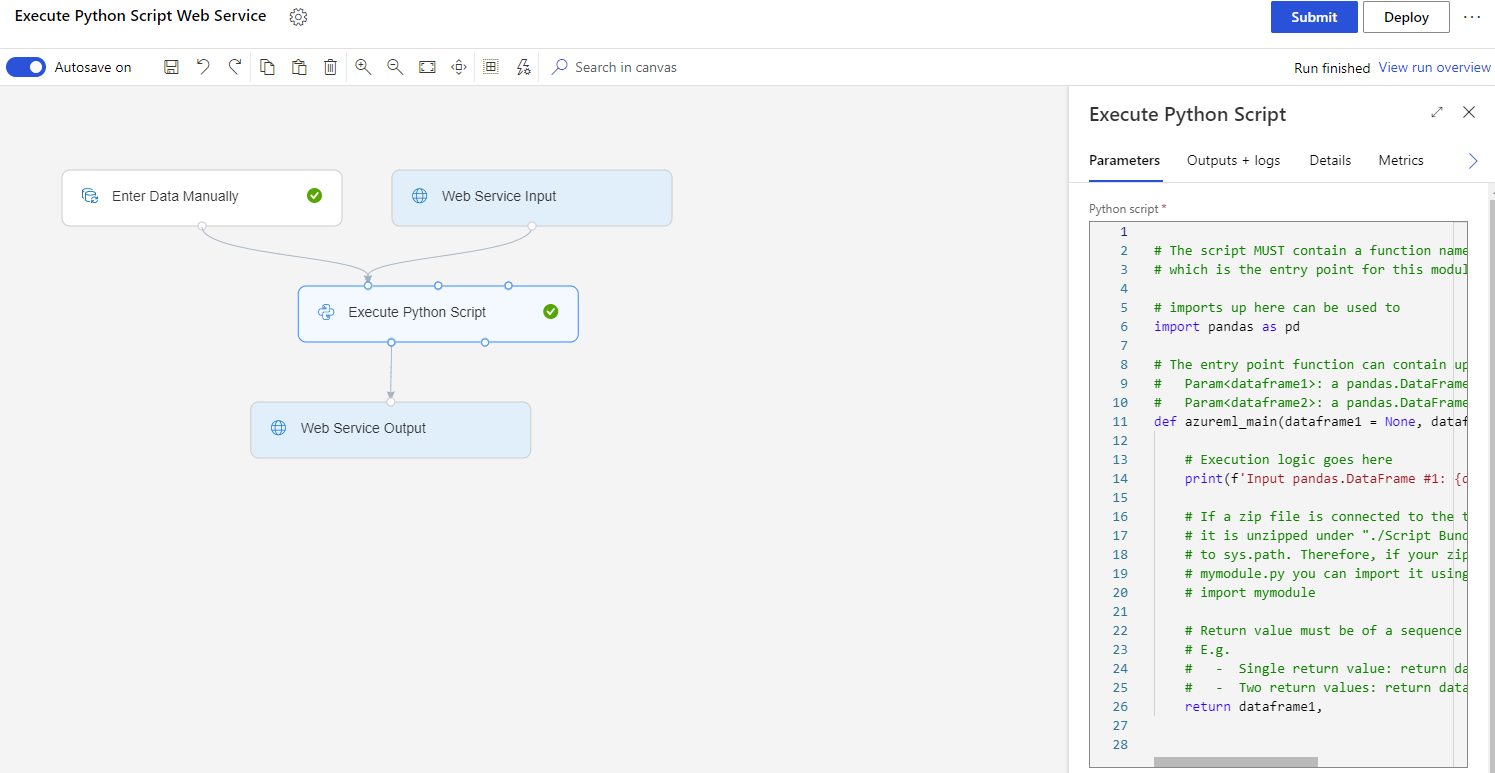 Execute Python Script Web Service
Submit
Deploy
Autosave on
Search in canvas
Run finished View run overview
Enter Data Manually
Web Service Input
Execute Python Script
Web Service Output
Execute Python Script
Parameters Outputs + logs Details Metrics
Python script *
1
2 # The script MUST contain a function name
3 # which is the entry point for this modul
4
5 # imports up here can be used to
6 import pandas as pd
7
8 # The entry point function can contain up
9 #   Param<dataframe1>: a pandas.DataFrame
10 #   Param<dataframe2>: a pandas.DataFrame
11 def azureml_main(dataframe1 = None, dataf
12
13     # Execution logic goes here
14     print(f'Input pandas.DataFrame #1: {d
15
16     # If a zip file is connected to the t
17     # it is unzipped under "./Script Bund
18     # to sys.path. Therefore, if your zip
19     # mymodule.py you can import it using
20     # import mymodule
21
22     # Return value must be of a sequence
23     # E.g.
24     #   -  Single return value: return da
25     #   -  Two return values: return data
26     return dataframe1,
27
28